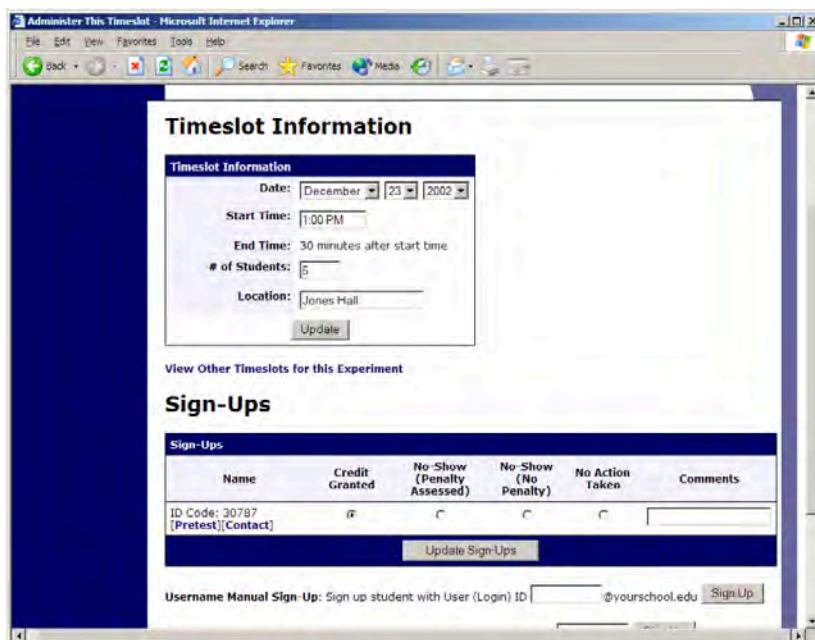 Administer This Timeslot - Microsoft Internet Explorer
File Edit View Favorites Tools Help
Back Search Favorites Media
Timeslot Information
Timeslot Information
Date: December 23 2002
Start Time: 1:00 PM
End Time: 30 minutes after start time
# of Students: 5
Location: Jones Hall
Update
View Other Timeslots for this Experiment
Sign-Ups
Sign-Ups
Name Credit Granted No-Show (Penalty Assessed) No-Show (No Penalty) No Action Taken Comments
ID Code: 30787
[Pretest][Contact]
Update Sign-Ups
Username Manual Sign-Up: Sign up student with User (Login) ID @yourschool.edu Sign Up